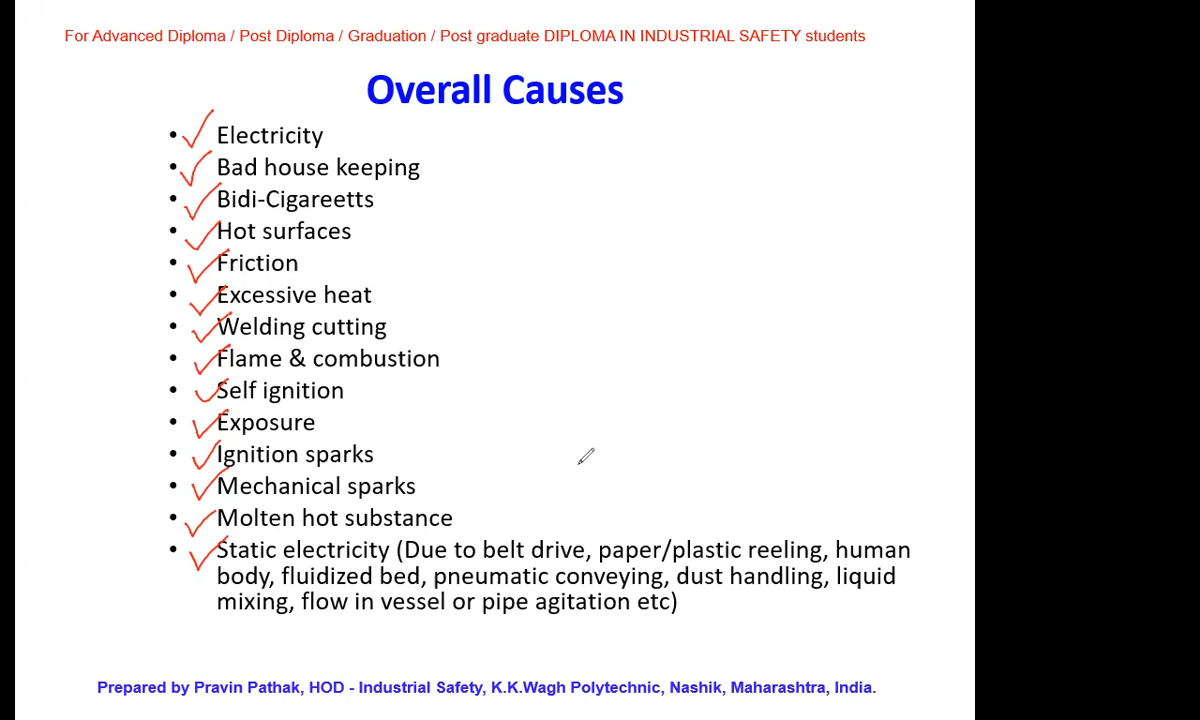 For Advanced Diploma / Post Diploma / Graduation / Post graduate DIPLOMA IN INDUSTRIAL SAFETY students
Overall Causes
• Electricity
• Bad house keeping
• Bidi-Cigareetts
• Hot surfaces
• Friction
• Excessive heat
• Welding cutting
• Flame & combustion
• Self ignition
• Exposure
• Ignition sparks
• Mechanical sparks
• Molten hot substance
• Static electricity (Due to belt drive, paper/plastic reeling, human
body, fluidized bed, pneumatic conveying, dust handling, liquid
mixing, flow in vessel or pipe agitation etc)
Prepared by Pravin Pathak, HOD - Industrial Safety, K.K.Wagh Polytechnic, Nashik, Maharashtra, India.